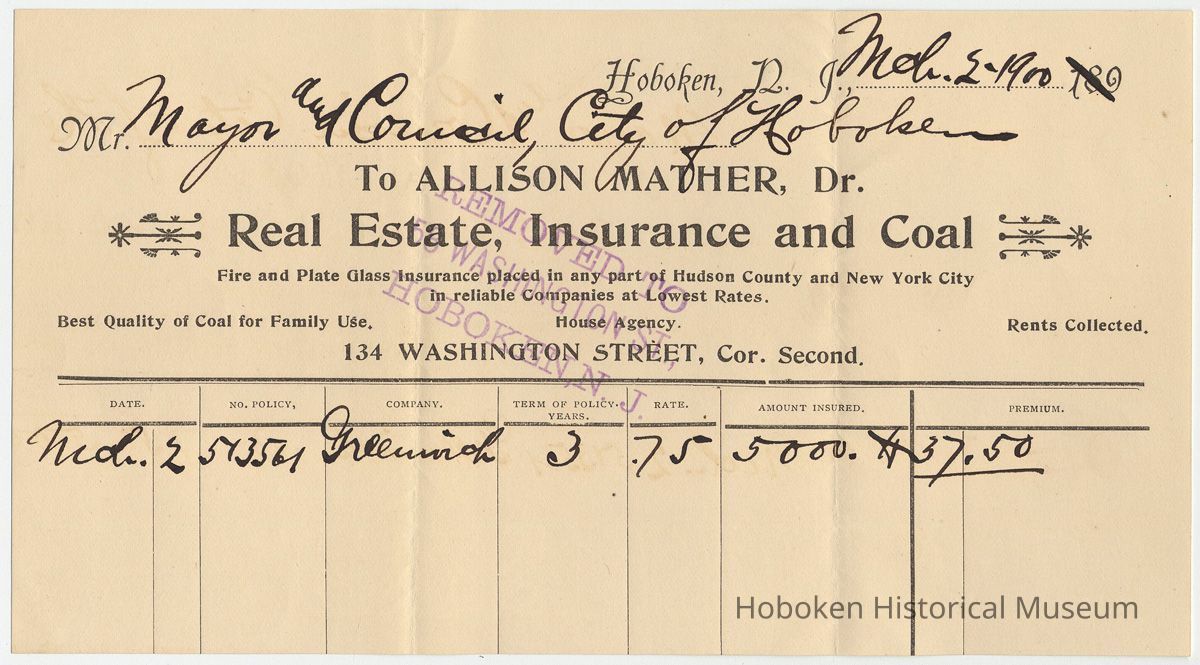 Hoboken, N. J., Mch. 2-1900 189
Mr. Mayor and Council, City of Hoboken
To ALLISON MATHER, Dr.
Real Estate, Insurance and Coal
Fire and Plate Glass Insurance placed in any part of Hudson County and New York City
in reliable Companies at Lowest Rates.
Best Quality of Coal for Family Use. House Agency. Rents Collected.
134 WASHINGTON STREET, Cor. Second.
REMOVED TO
WASHINGTON ST.,
HOBOKEN, N. J.
DATE. NO. POLICY, COMPANY. TERM OF POLICY. YEARS. RATE. AMOUNT INSURED. PREMIUM.
Mch. 2 513561 Greenwich 3 .75 5000. 37.50
Hoboken Historical Museum